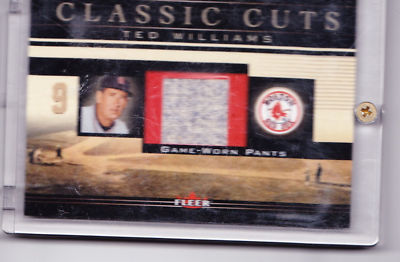 CLASSIC CUTS
TED WILLIAMS
9
GAME-WORN PANTS
FLEER